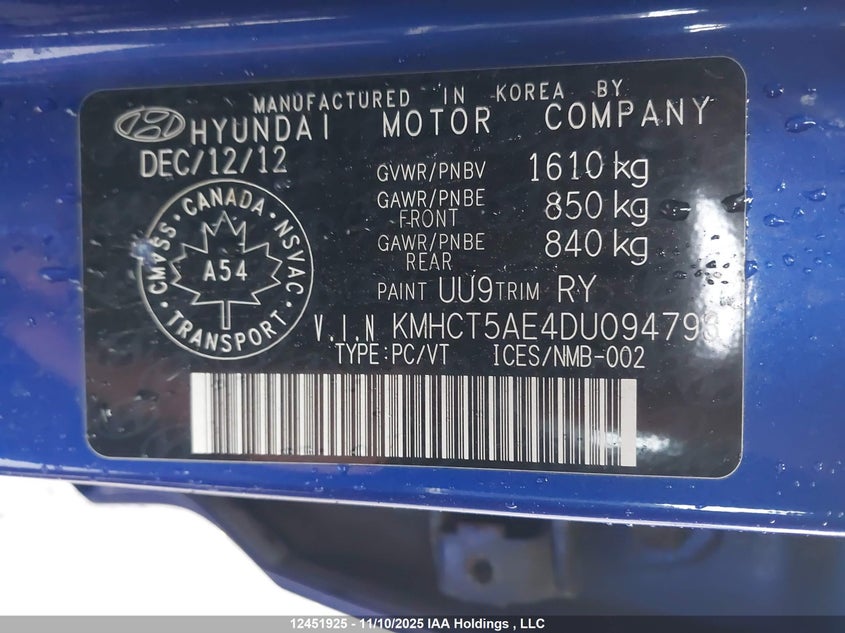 MANUFACTURED IN KOREA BY
HYUNDAI MOTOR COMPANY
DEC/12/12
GVWR/PNBV 1610 kg
GAWR/PNBE FRONT 850 kg
GAWR/PNBE REAR 840 kg
CMVSS · CANADA · NSVAC · TRANSPORT ·
A54
PAINT UU9 TRIM RY
V.I.N KMHCT5AE4DU094793
TYPE:PC/VT ICES/NMB-002
12451925 - 11/10/2025 IAA Holdings , LLC